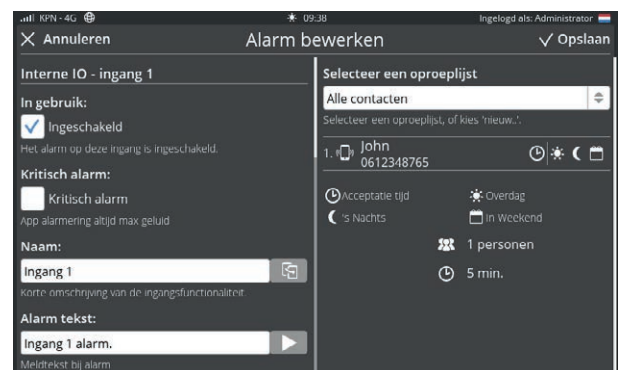 KPN - 4G
09:38
Ingelogd als: Administrator
Annuleren
Alarm bewerken
Opslaan
Interne IO - ingang 1
In gebruik:
Ingeschakeld
Het alarm op deze ingang is ingeschakeld.
Kritisch alarm:
Kritisch alarm
App alarmering altijd max geluid
Naam:
Ingang 1
Korte omschrijving van de ingangsfunctionaliteit.
Alarm tekst:
Ingang 1 alarm.
Meldtekst bij alarm
Selecteer een oproeplijst
Alle contacten
Selecteer een oproeplijst, of kies 'nieuw..'.
1. John
0612348765
Acceptatie tijd
Overdag
's Nachts
In Weekend
1 personen
5 min.